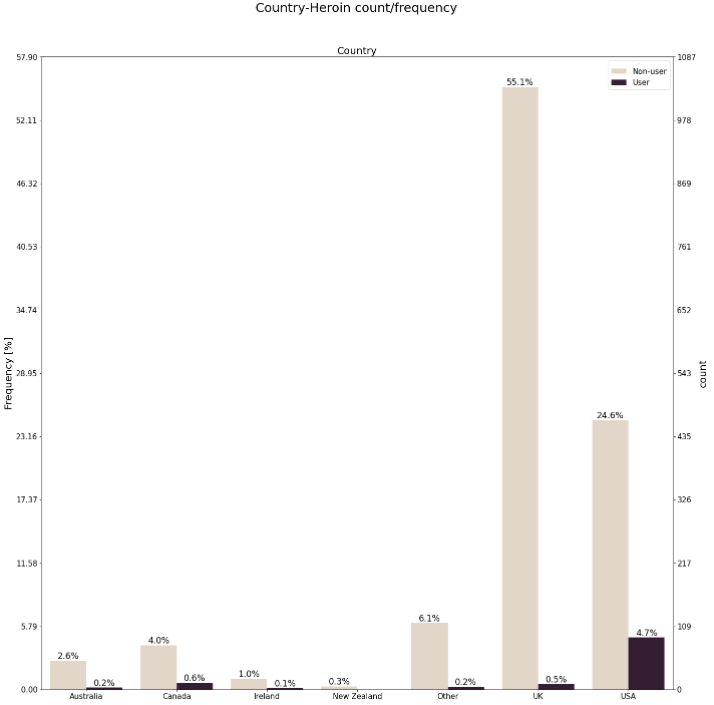 Country-Heroin count/frequency
Country
57.90
52.11
46.32
40.53
34.74
28.95
23.16
17.37
11.58
5.79
0.00
Frequency [%]
1087
978
869
761
652
543
435
326
217
109
0
count
Non-user
User
2.6%
0.2%
4.0%
0.6%
1.0%
0.1%
0.3%
6.1%
0.2%
55.1%
0.5%
24.6%
4.7%
Australia
Canada
Ireland
New Zealand
Other
UK
USA